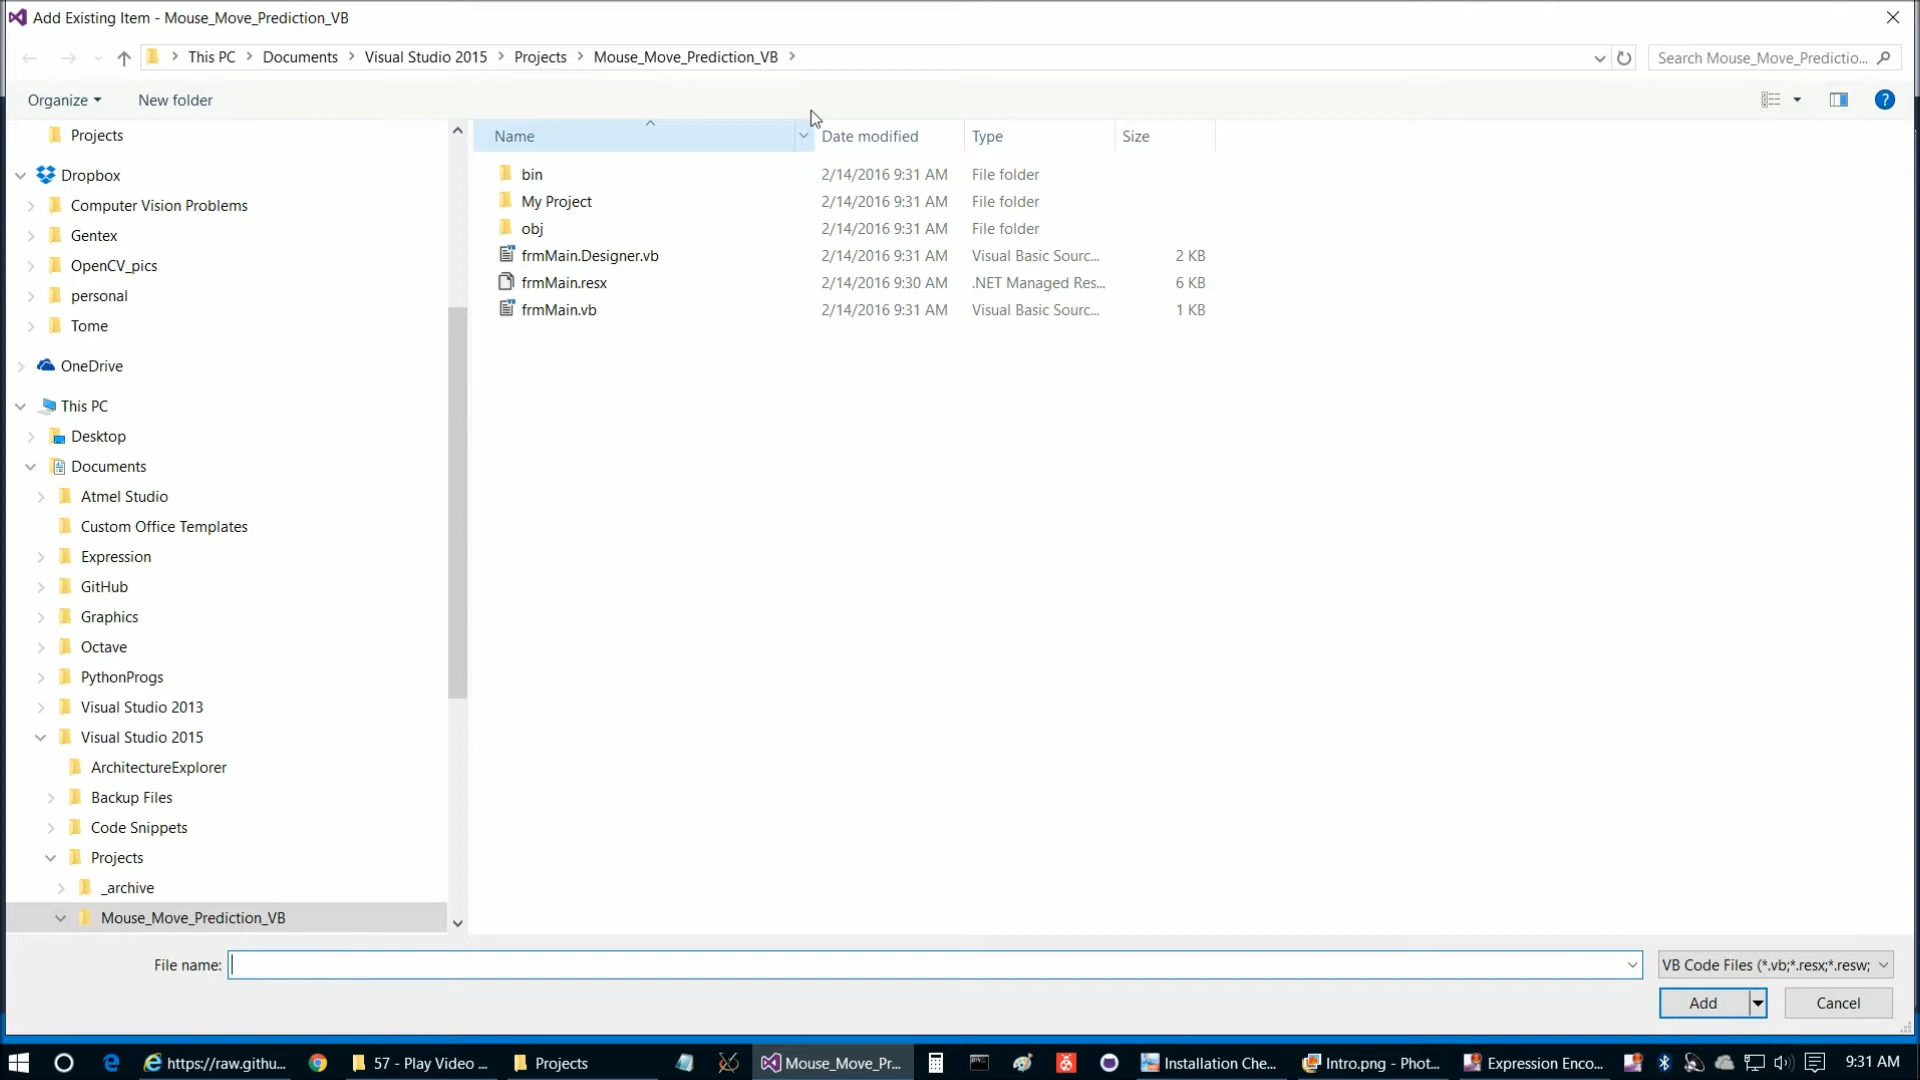 Add Existing Item - Mouse_Move_Prediction_VB
This PC > Documents > Visual Studio 2015 > Projects > Mouse_Move_Prediction_VB >
Search Mouse_Move_Predictio...
Organize
New folder
?
Name
Date modified
Type
Size
bin 2/14/2016 9:31 AM File folder
My Project 2/14/2016 9:31 AM File folder
obj 2/14/2016 9:31 AM File folder
frmMain.Designer.vb 2/14/2016 9:31 AM Visual Basic Sourc... 2 KB
frmMain.resx 2/14/2016 9:30 AM .NET Managed Res... 6 KB
frmMain.vb 2/14/2016 9:31 AM Visual Basic Sourc... 1 KB
Projects
Dropbox
Computer Vision Problems
Gentex
OpenCV_pics
personal
Tome
OneDrive
This PC
Desktop
Documents
Atmel Studio
Custom Office Templates
Expression
GitHub
Graphics
Octave
PythonProgs
Visual Studio 2013
Visual Studio 2015
ArchitectureExplorer
Backup Files
Code Snippets
Projects
_archive
Mouse_Move_Prediction_VB
File name:
VB Code Files (*.vb;*.resx;*.resw;
Add
Cancel
https://raw.githu...
57 - Play Video ...
Projects
Mouse_Move_Pr...
Installation Che...
Intro.png - Phot...
Expression Enco...
9:31 AM